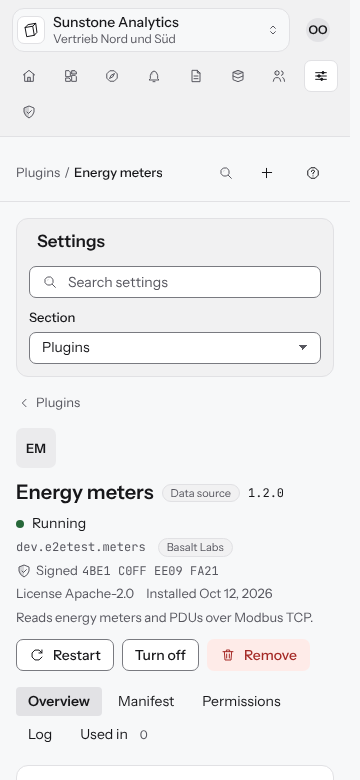 Sunstone Analytics
Vertrieb Nord und Süd
OO
Plugins / Energy meters
Settings
Search settings
Section
Plugins
Plugins
EM
Energy meters Data source 1.2.0
Running
dev.e2etest.meters Basalt Labs
Signed 4BE1 C0FF EE09 FA21
License Apache-2.0 Installed Oct 12, 2026
Reads energy meters and PDUs over Modbus TCP.
Restart Turn off Remove
Overview Manifest Permissions
Log Used in 0